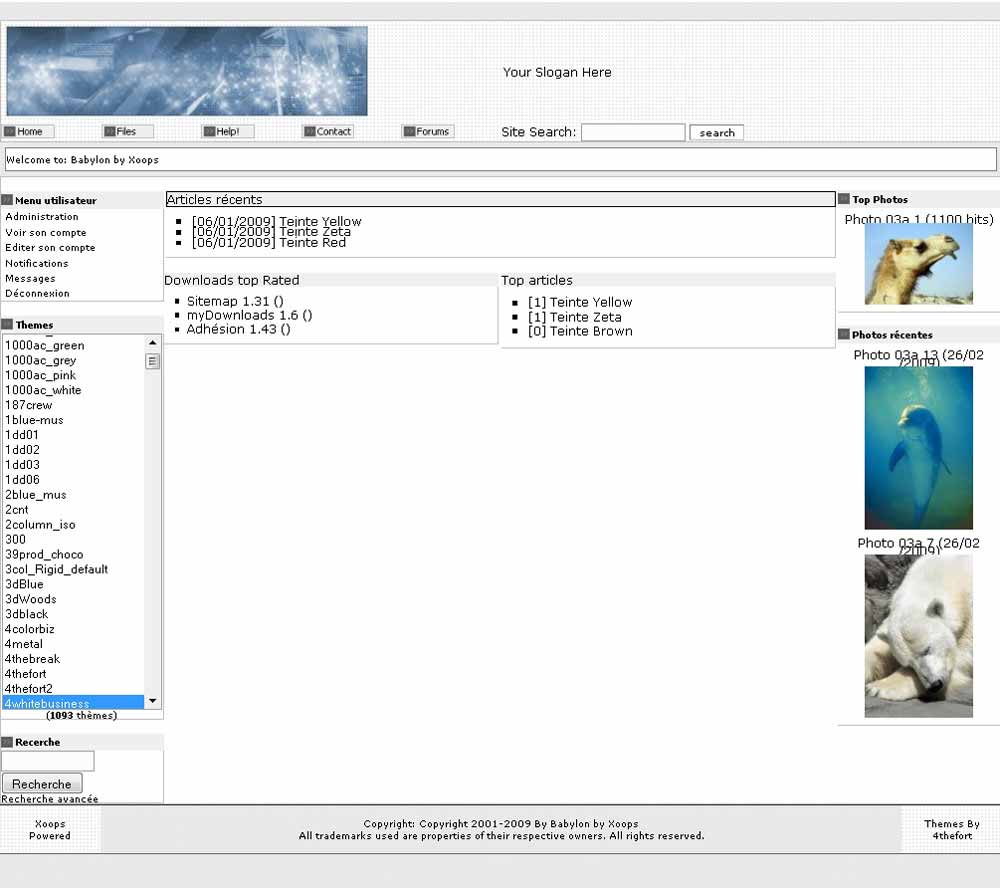 Your Slogan Here
Home
Files
Help!
Contact
Forums
Site Search:
search
Welcome to: Babylon by Xoops
Menu utilisateur
Administration
Voir son compte
Editer son compte
Notifications
Messages
Déconnexion
Themes
1000ac_green
1000ac_grey
1000ac_pink
1000ac_white
187crew
1blue-mus
1dd01
1dd02
1dd03
1dd06
2blue_mus
2cnt
2column_iso
300
39prod_choco
3col_Rigid_default
3dBlue
3dWoods
3dblack
4colorbiz
4metal
4thebreak
4thefort
4thefort2
4whitebusiness
(1093 thèmes)
Recerche
Recherche
Recherche avancée
Articles récents
[06/01/2009] Teinte Yellow
[06/01/2009] Teinte Zeta
[06/01/2009] Teinte Red
Downloads top Rated
Sitemap 1.31 ()
myDownloads 1.6 ()
Adhésion 1.43 ()
Top articles
[1] Teinte Yellow
[1] Teinte Zeta
[0] Teinte Brown
Top Photos
Photo 03a 1 (1100 hits)
Photos récentes
Photo 03a 13 (26/02
/2009)
Photo 03a 7 (26/02
/2009)
Xoops
Powered
Copyright: Copyright 2001-2009 By Babylon by Xoops
All trademarks used are properties of their respective owners. All rights reserved.
Themes By
4thefort